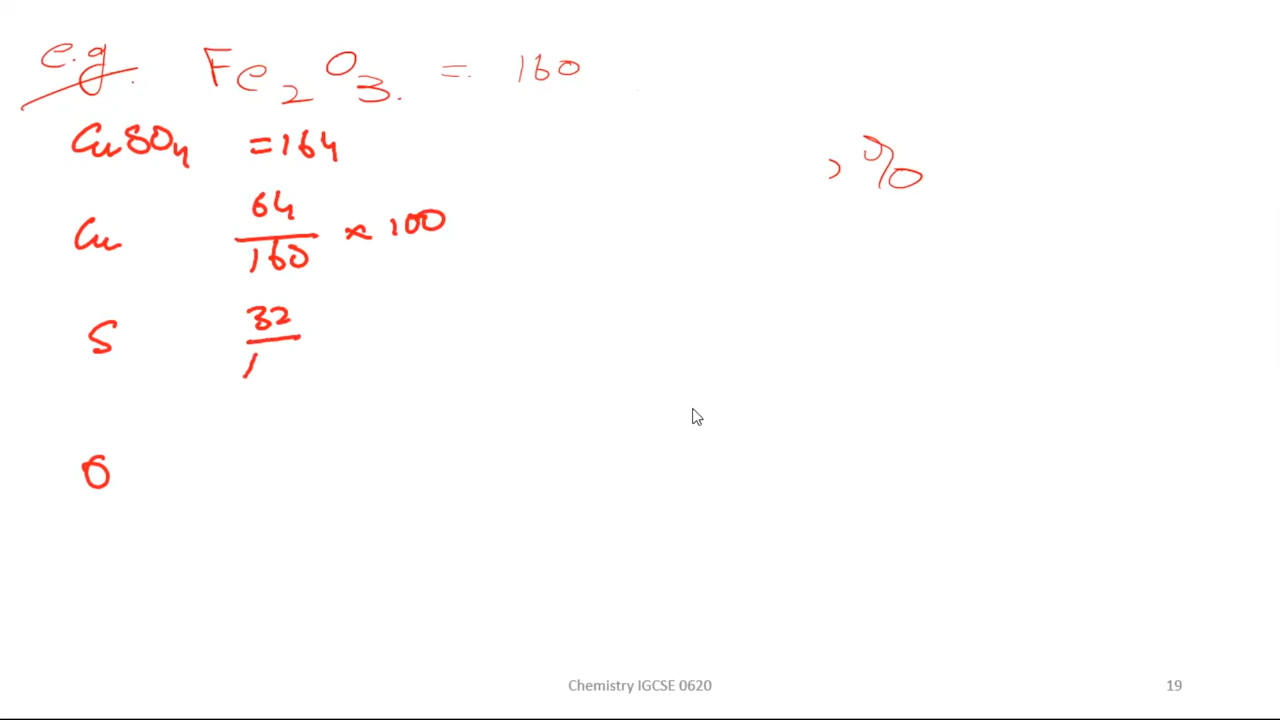 e.g. Fe₂O₃ = 160
CuSO₄ = 164
, %
Cu 64/160 × 100
S 32/1
O
Chemistry IGCSE 0620 19